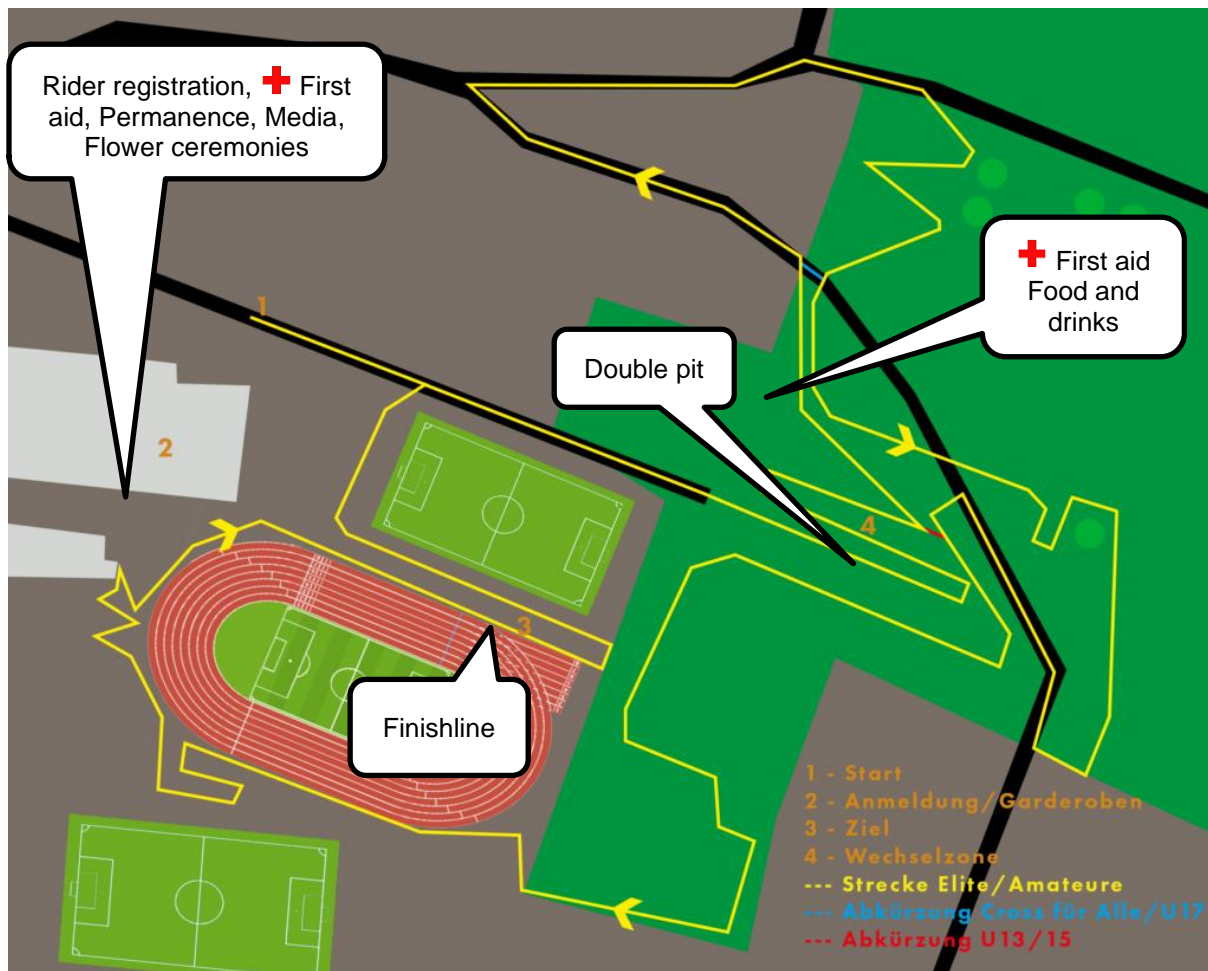 Rider registration, First
aid, Permanence, Media,
Flower ceremonies
First aid
Food and
drinks
1
Double pit
2
4
3
Finishline
1 - Start
2 - Anmeldung/Garderoben
3 - Ziel
4 - Wechselzone
--- Strecke Elite/Amateure
--- Abkürzung Cross für Alle/U17
--- Abkürzung U13/15